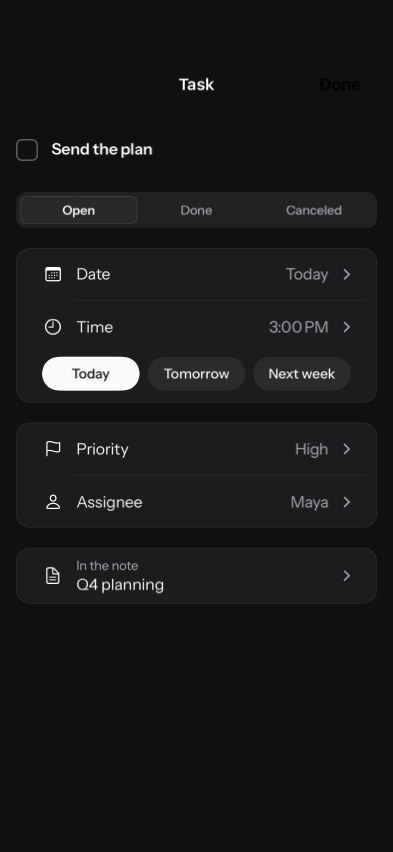 Task
Done
Send the plan
Open
Done
Canceled
Date
Today
Time
3:00 PM
Today
Tomorrow
Next week
Priority
High
Assignee
Maya
In the note
Q4 planning